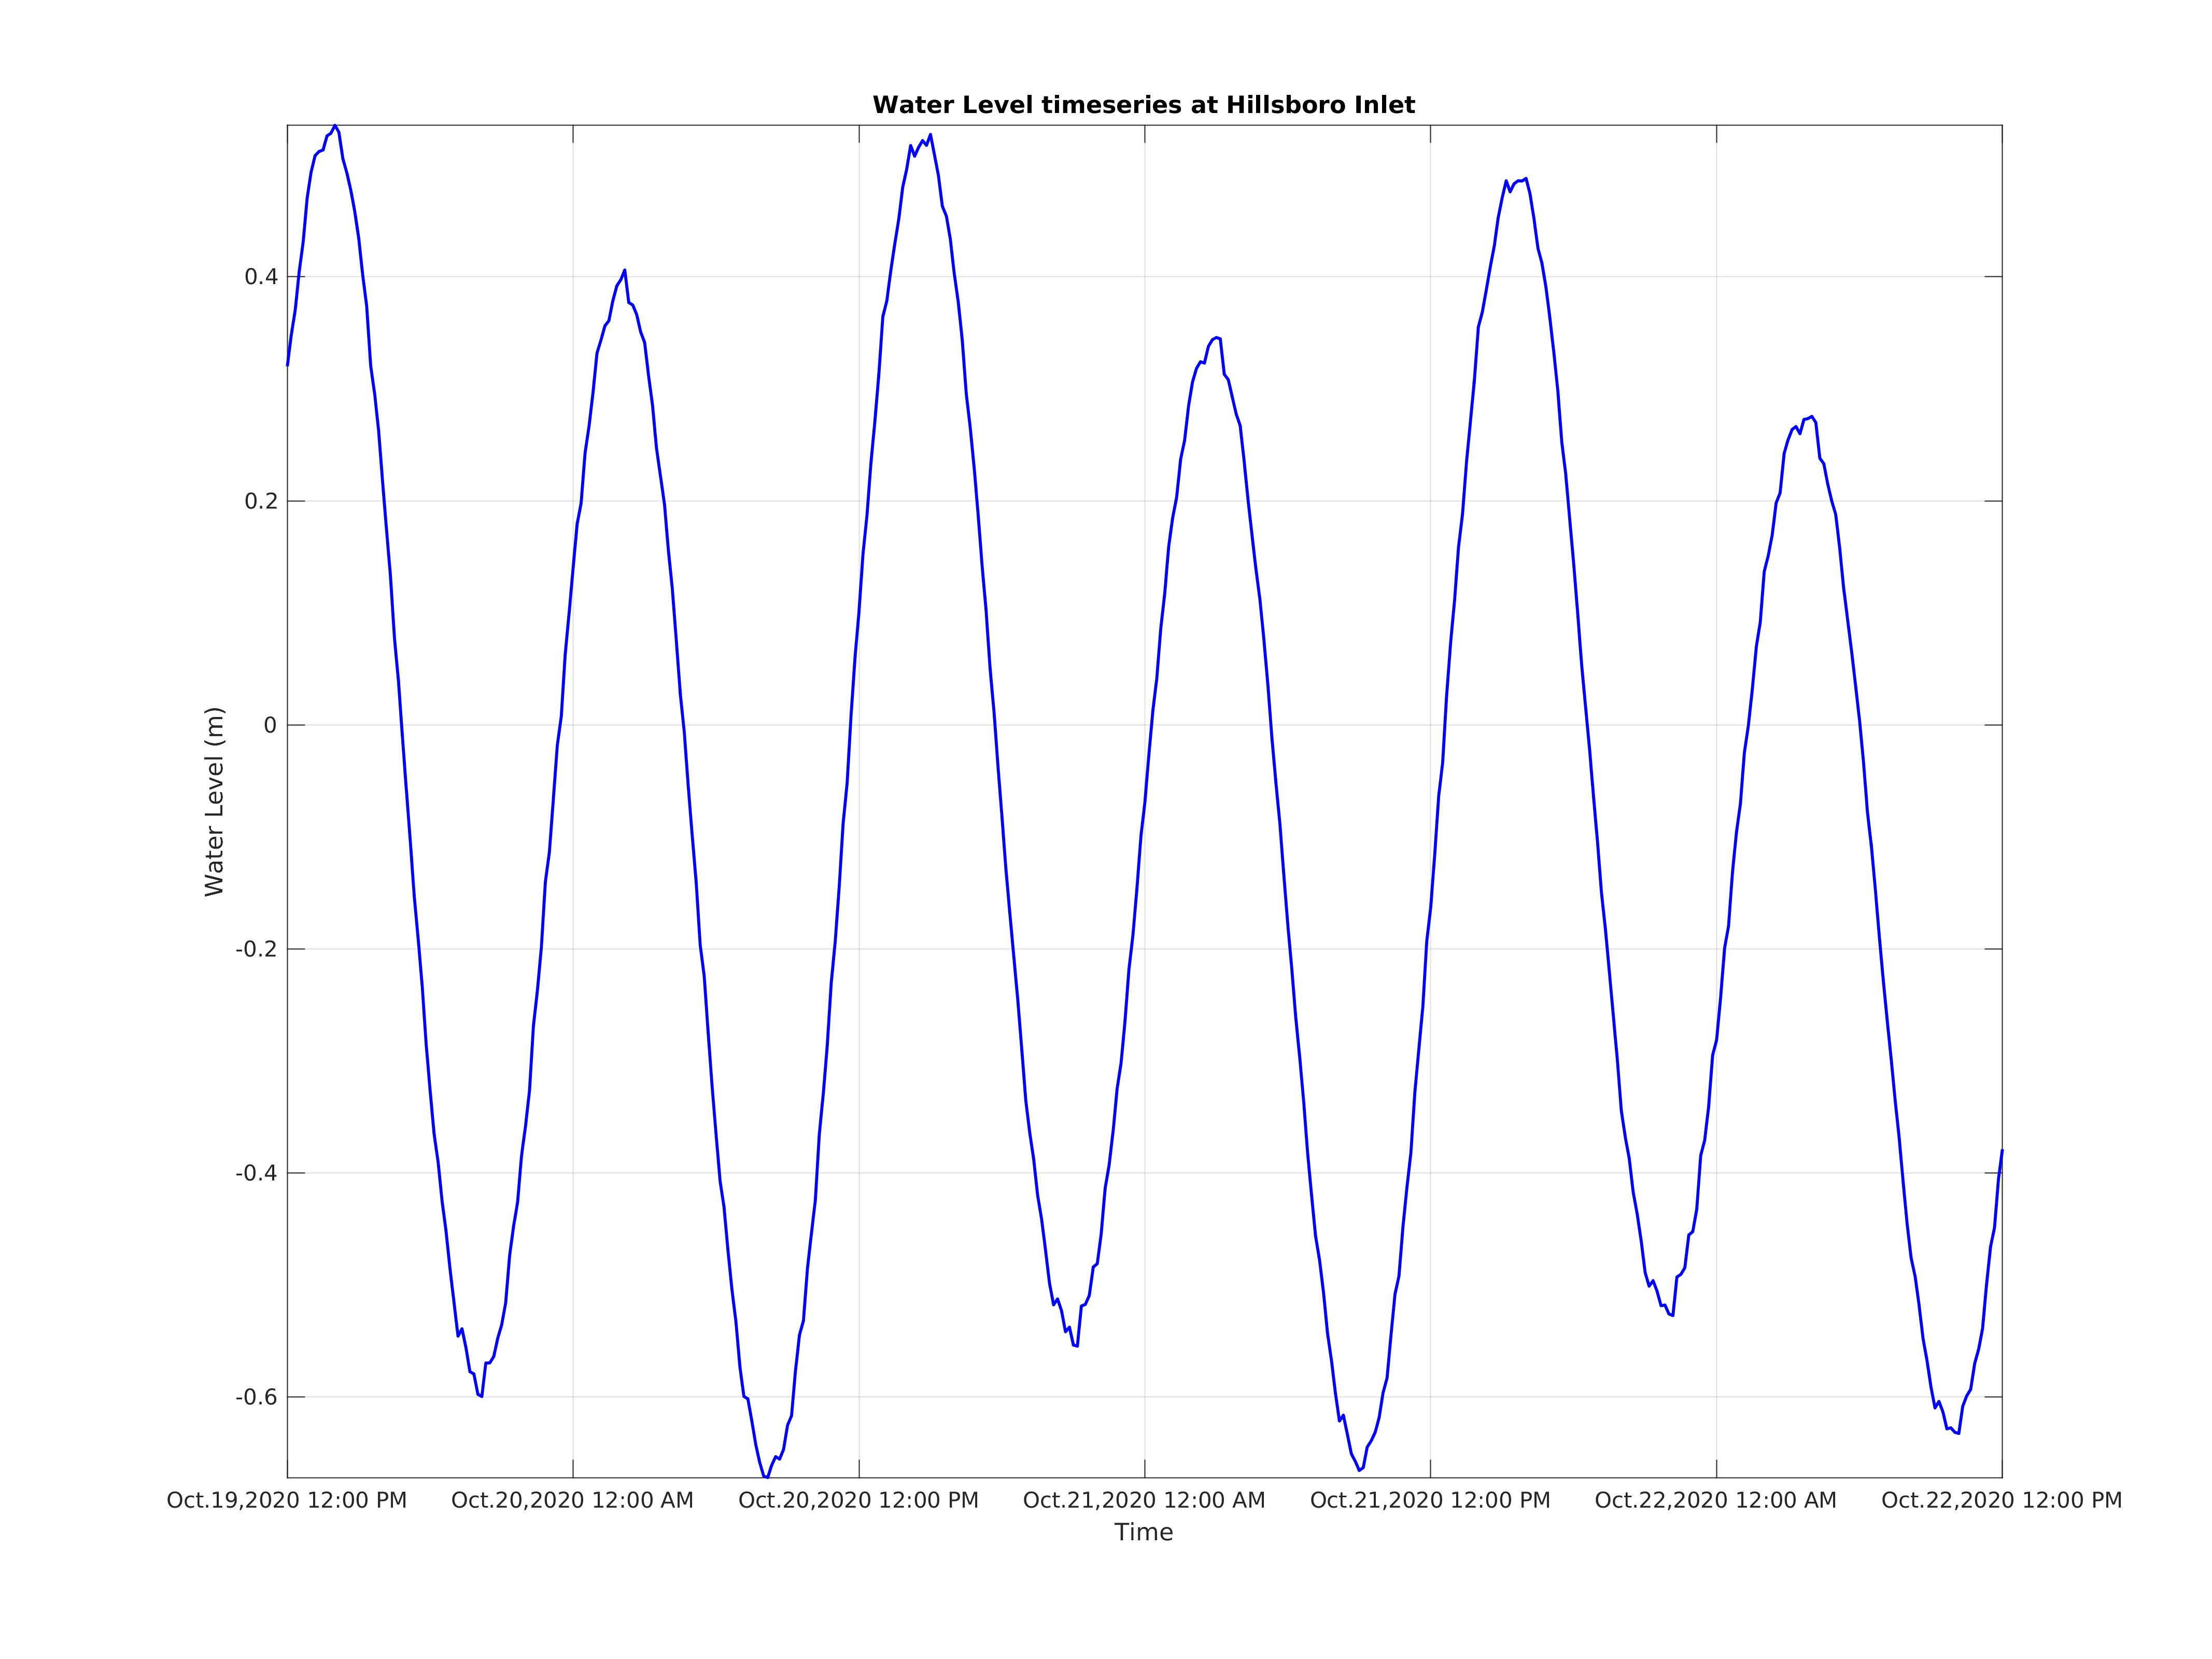 Water Level timeseries at Hillsboro Inlet
0.4
0.2
0
-0.2
-0.4
-0.6
Water Level (m)
Oct.19,2020 12:00 PM
Oct.20,2020 12:00 AM
Oct.20,2020 12:00 PM
Oct.21,2020 12:00 AM
Oct.21,2020 12:00 PM
Oct.22,2020 12:00 AM
Oct.22,2020 12:00 PM
Time